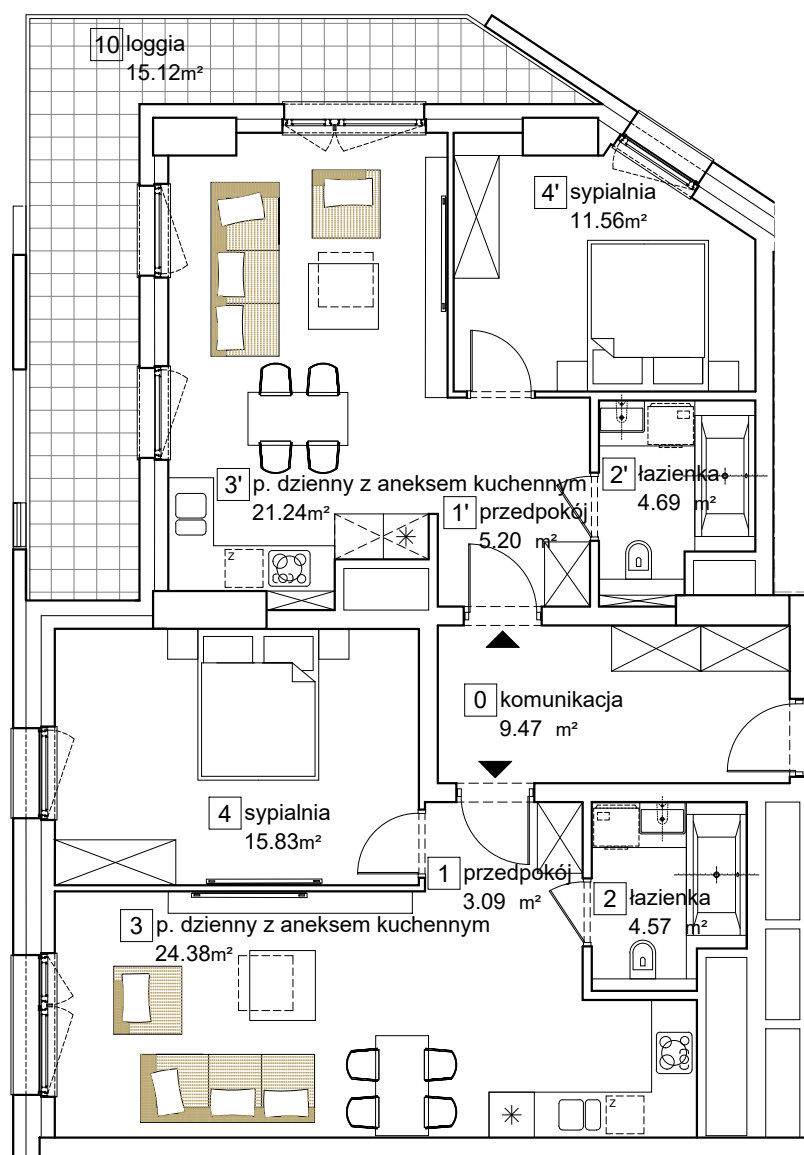 10 loggia
15.12m²
4' sypialnia
11.56m²
3' p. dzienny z aneksem kuchennym
21.24m²
2' łazienka
4.69 m²
1' przedpokój
5.20 m²
z
0 komunikacja
9.47 m²
4 sypialnia
15.83m²
1 przedpokój
3.09 m²
2 łazienka
4.57 m²
3 p. dzienny z aneksem kuchennym
24.38m²
z